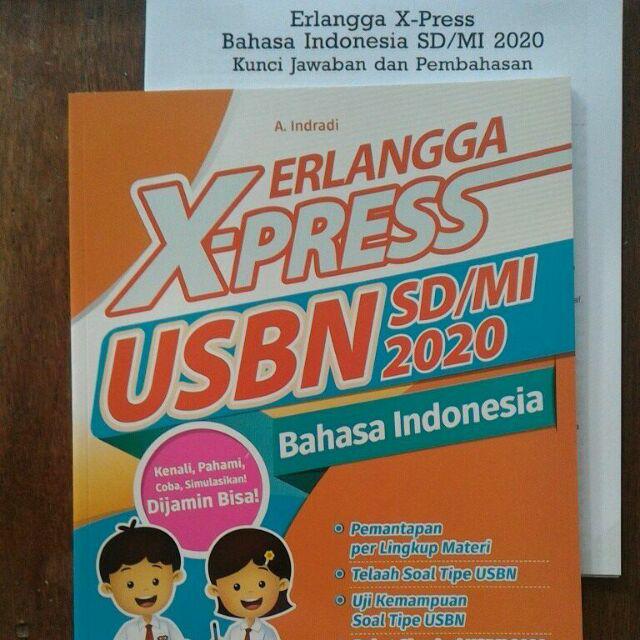 Erlangga X-Press
Bahasa Indonesia SD/MI 2020
Kunci Jawaban dan Pembahasan
A. Indradi
ERLANGGA
X-PRESS
USBN SD/MI
2020
Bahasa Indonesia
Kenali, Pahami,
Coba, Simulasikan!
Dijamin Bisa!
Pemantapan
per Lingkup Materi
Telaah Soal Tipe USBN
Uji Kemampuan
Soal Tipe USBN